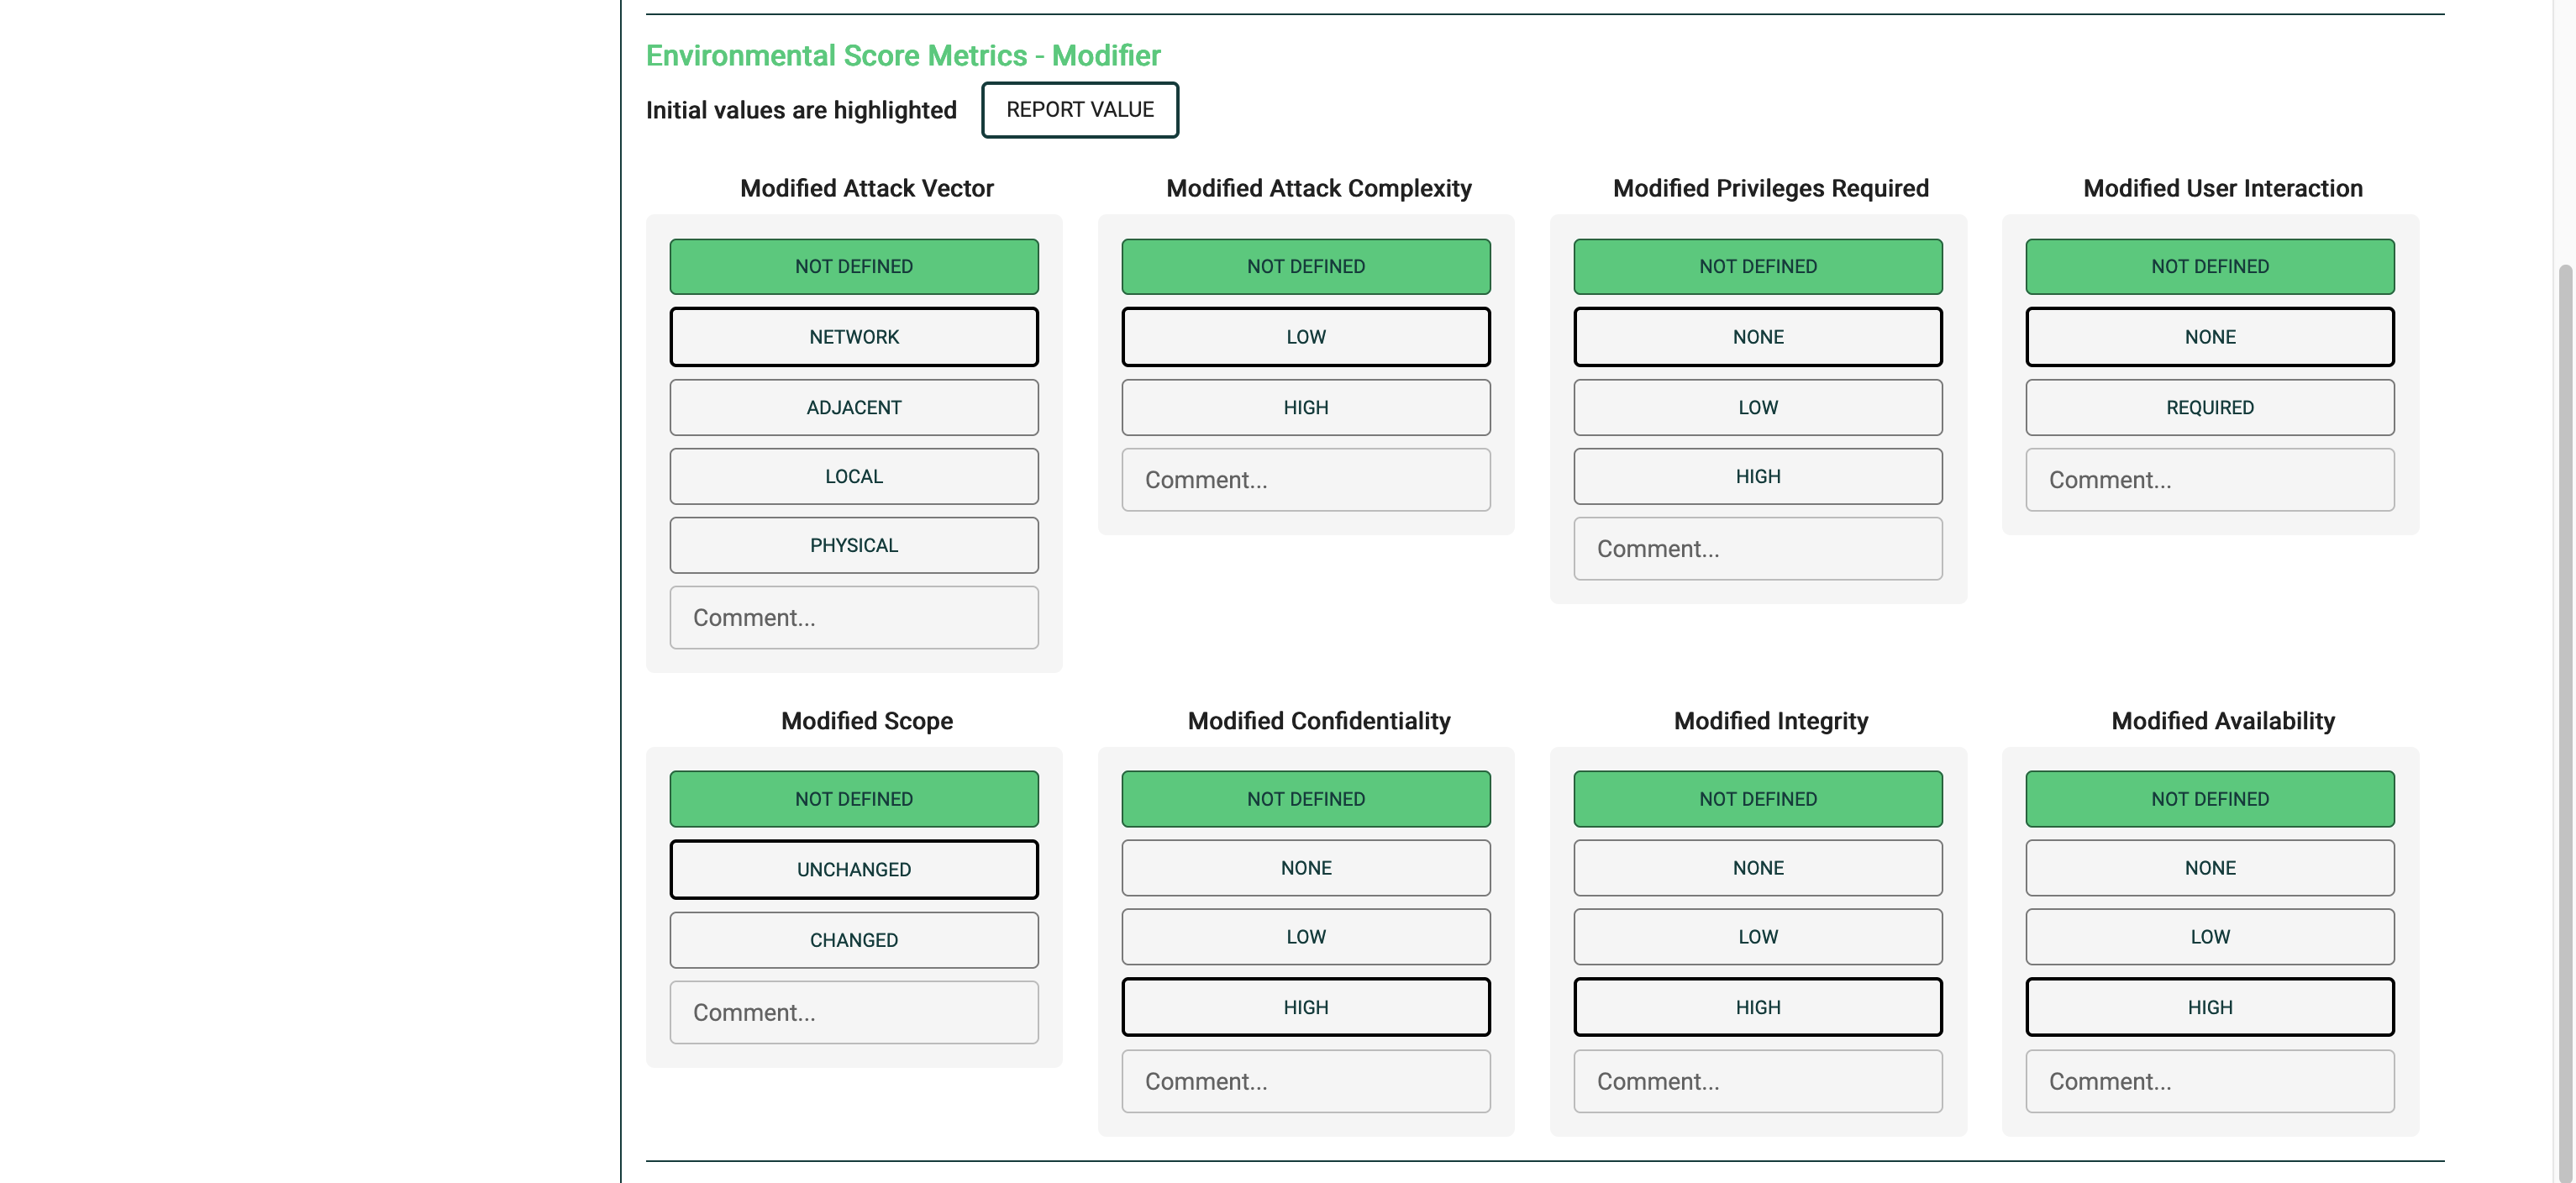 Environmental Score Metrics - Modifier
Initial values are highlighted
REPORT VALUE
Modified Attack Vector
NOT DEFINED
NETWORK
ADJACENT
LOCAL
PHYSICAL
Comment...
Modified Attack Complexity
NOT DEFINED
LOW
HIGH
Comment...
Modified Privileges Required
NOT DEFINED
NONE
LOW
HIGH
Comment...
Modified User Interaction
NOT DEFINED
NONE
REQUIRED
Comment...
Modified Scope
NOT DEFINED
UNCHANGED
CHANGED
Comment...
Modified Confidentiality
NOT DEFINED
NONE
LOW
HIGH
Comment...
Modified Integrity
NOT DEFINED
NONE
LOW
HIGH
Comment...
Modified Availability
NOT DEFINED
NONE
LOW
HIGH
Comment...